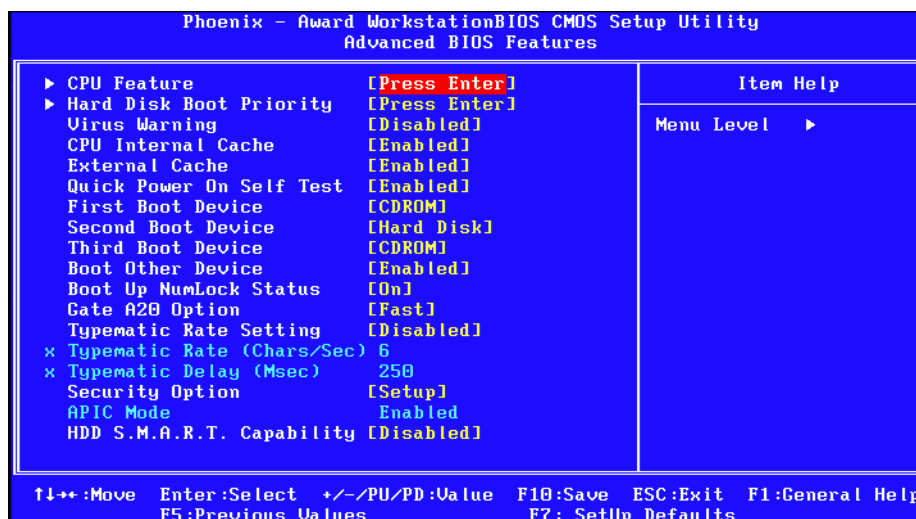 Phoenix - Award WorkstationBIOS CMOS Setup Utility
Advanced BIOS Features
▶ CPU Feature [Press Enter]
▶ Hard Disk Boot Priority [Press Enter]
Virus Warning [Disabled]
CPU Internal Cache [Enabled]
External Cache [Enabled]
Quick Power On Self Test [Enabled]
First Boot Device [CDROM]
Second Boot Device [Hard Disk]
Third Boot Device [CDROM]
Boot Other Device [Enabled]
Boot Up NumLock Status [On]
Gate A20 Option [Fast]
Typematic Rate Setting [Disabled]
x Typematic Rate (Chars/Sec) 6
x Typematic Delay (Msec) 250
Security Option [Setup]
APIC Mode Enabled
HDD S.M.A.R.T. Capability [Disabled]
Item Help
Menu Level ▶
↑↓→←:Move Enter:Select +/-/PU/PD:Value F10:Save ESC:Exit F1:General Help
F5:Previous Values F7: SetUp Defaults